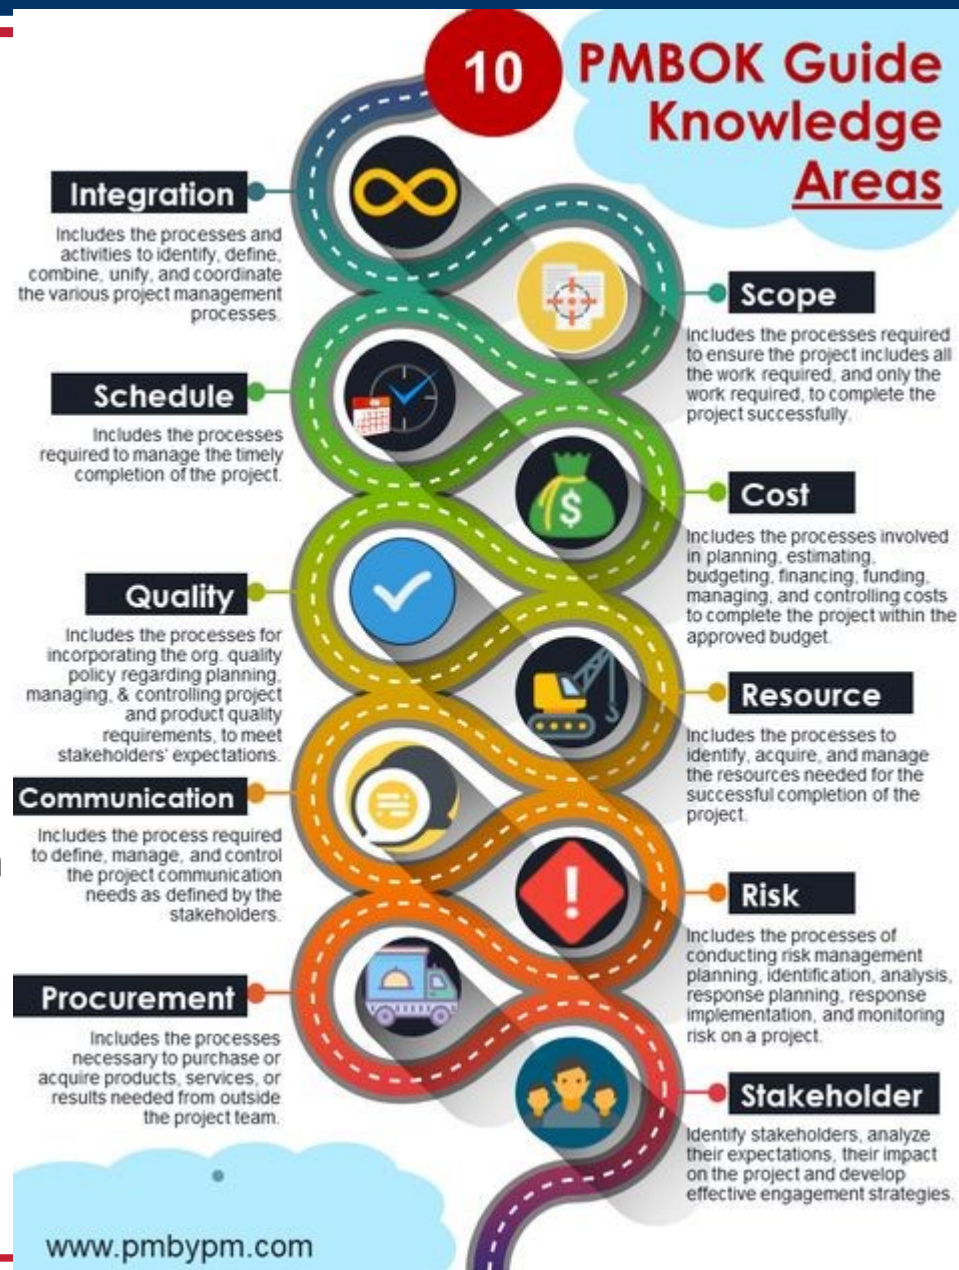 10
PMBOK Guide
Knowledge
Areas
Integration
Includes the processes and
activities to identify, define,
combine, unify, and coordinate
the various project management
processes.
Scope
Includes the processes required
to ensure the project includes all
the work required, and only the
work required, to complete the
project successfully.
Schedule
Includes the processes
required to manage the timely
completion of the project.
Cost
Includes the processes involved
in planning, estimating,
budgeting, financing, funding,
managing, and controlling costs
to complete the project within the
approved budget.
Quality
Includes the processes for
incorporating the org. quality
policy regarding planning,
managing, & controlling project
and product quality
requirements, to meet
stakeholders' expectations.
Resource
Includes the processes to
identify, acquire, and manage
the resources needed for the
successful completion of the
project.
Communication
Includes the process required
to define, manage, and control
the project communication
needs as defined by the
stakeholders.
Risk
Includes the processes of
conducting risk management
planning, identification, analysis,
response planning, response
implementation, and monitoring
risk on a project.
Procurement
Includes the processes
necessary to purchase or
acquire products, services, or
results needed from outside
the project team.
Stakeholder
Identify stakeholders, analyze
their expectations, their impact
on the project and develop
effective engagement strategies.
www.pmbypm.com